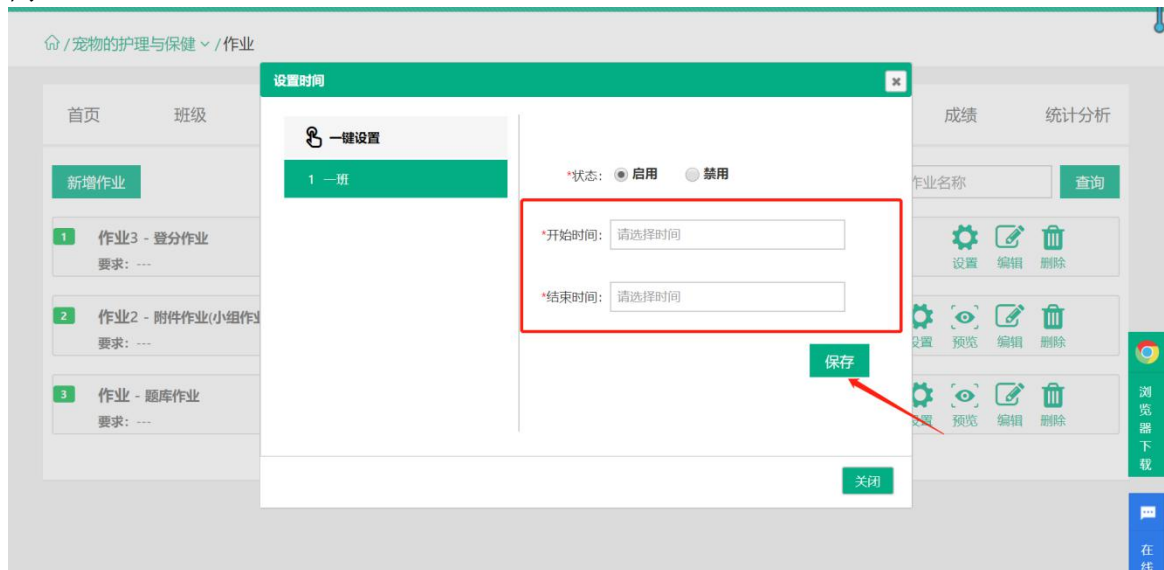 /宠物的护理与保健 /作业
设置时间
首页 班级 成绩 统计分析
一键设置
新增作业 1 一班 *状态: 启用 禁用 作业名称 查询
1 作业3 - 登分作业 *开始时间: 请选择时间 设置 编辑 删除
要求: ---
2 作业2 - 附件作业(小组作业 *结束时间: 请选择时间 设置 预览 编辑 删除
要求: ---
保存
3 作业 - 题库作业 设置 预览 编辑 删除
要求: ---
关闭
浏览器下载
在线